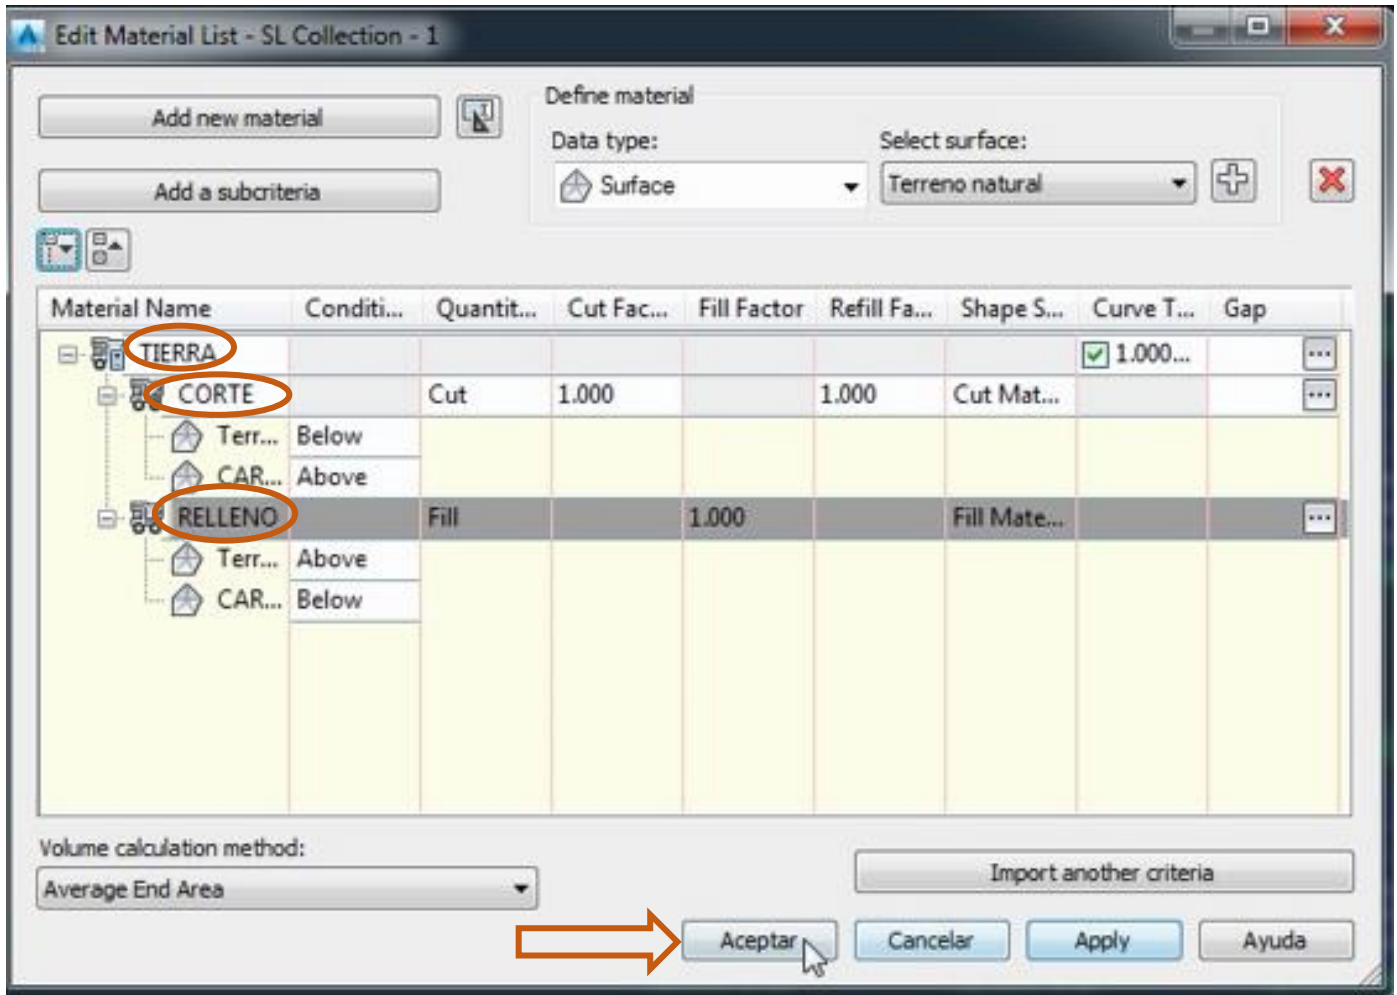 Edit Material List - SL Collection - 1
Add new material
Define material
Data type:
Select surface:
Surface
Terreno natural
Add a subcriteria
Material Name Conditi... Quantit... Cut Fac... Fill Factor Refill Fa... Shape S... Curve T... Gap
TIERRA 1.000... ...
CORTE Cut 1.000 1.000 Cut Mat... ...
Terr... Below
CAR... Above
RELLENO Fill 1.000 Fill Mate... ...
Terr... Above
CAR... Below
Volume calculation method:
Average End Area
Import another criteria
Aceptar Cancelar Apply Ayuda